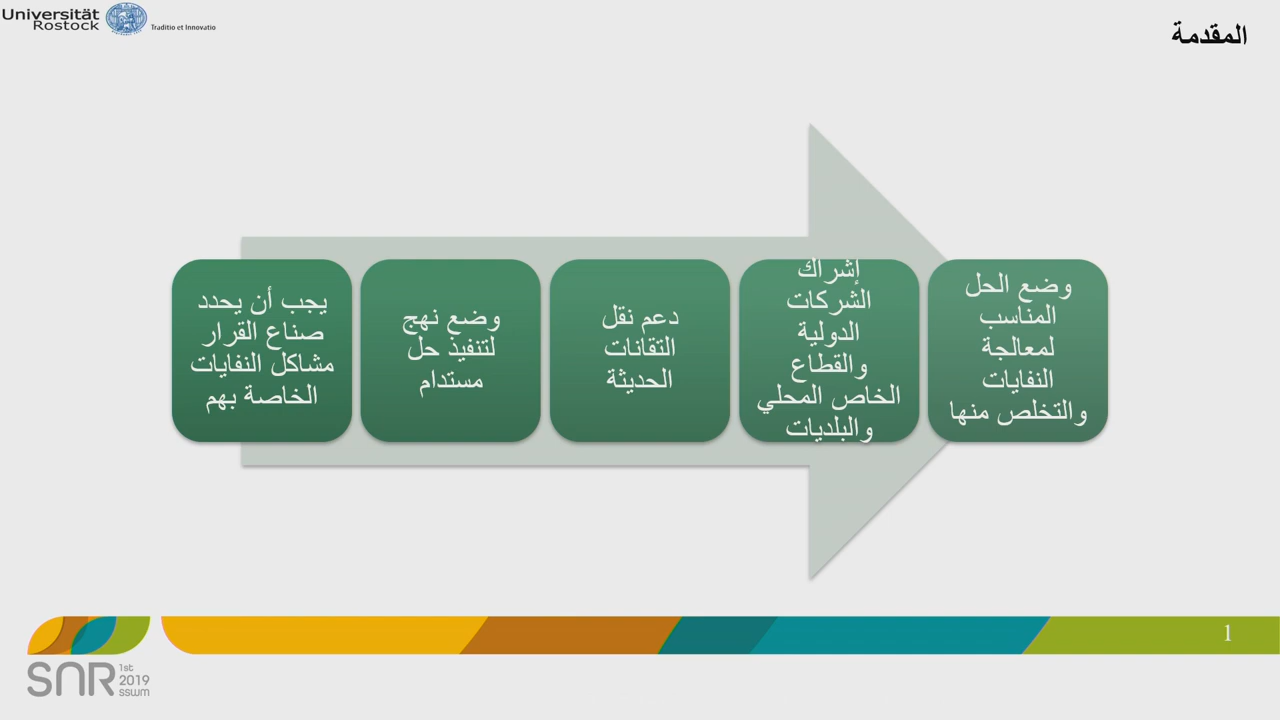 Universität
Rostock
Traditio et Innovatio
المقدمة
يجب أن يحدد
صناع القرار
مشاكل النفايات
الخاصة بهم
وضع نهج
لتنفيذ حل
مستدام
دعم نقل
التقانات
الحديثة
إشراك
الشركات
الدولية
والقطاع
الخاص المحلي
والبلديات
وضع الحل
المناسب
لمعالجة
النفايات
والتخلص منها
1
SNR
1st
2019
sswm